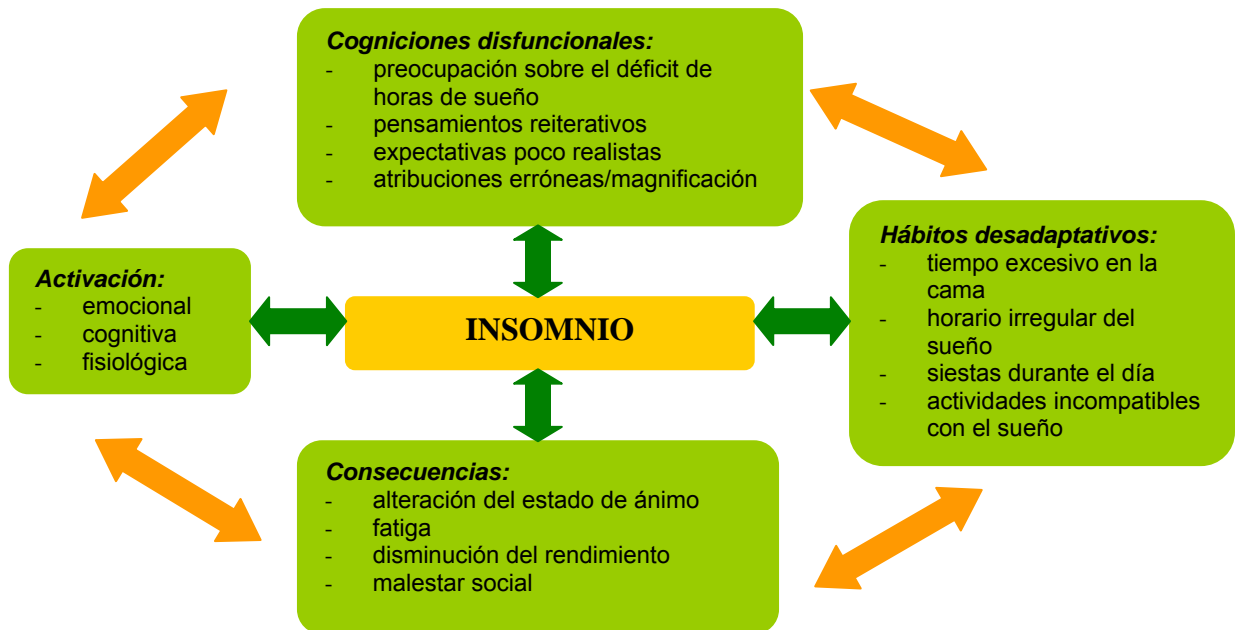 Cogniciones disfuncionales:
- preocupación sobre el déficit de
horas de sueño
- pensamientos reiterativos
- expectativas poco realistas
- atribuciones erróneas/magnificación
Activación:
- emocional
- cognitiva
- fisiológica
INSOMNIO
Hábitos desadaptativos:
- tiempo excesivo en la
cama
- horario irregular del
sueño
- siestas durante el día
- actividades incompatibles
con el sueño
Consecuencias:
- alteración del estado de ánimo
- fatiga
- disminución del rendimiento
- malestar social